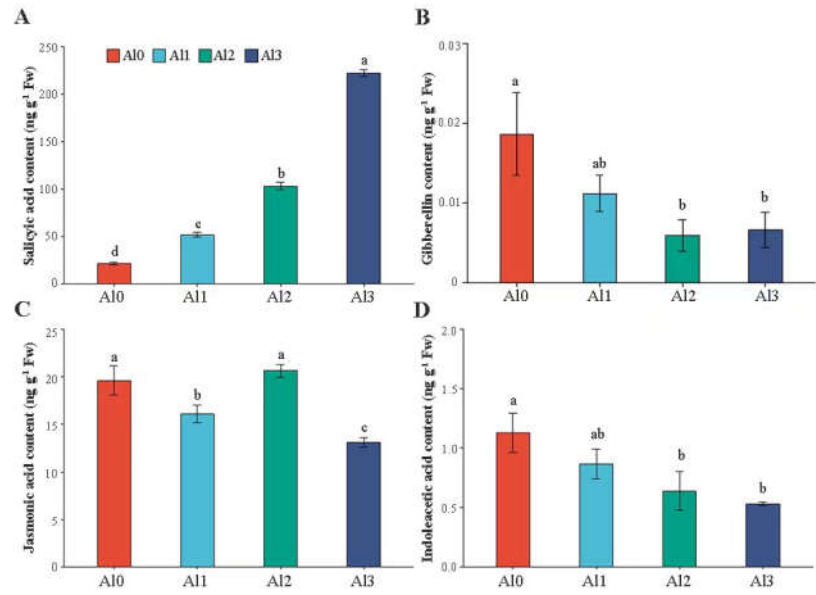 A
Al0 Al1 Al2 Al3
Salicyic acid content (ng g⁻¹ Fw)
250
200
150
100
50
0
d
c
b
a
Al0 Al1 Al2 Al3
B
Gibberellin content (ng g⁻¹ Fw)
0.03
0.02
0.01
0
a
ab
b
b
Al0 Al1 Al2 Al3
C
Jasmonic acid content (ng g⁻¹ Fw)
25
20
15
10
5
0
a
b
a
c
Al0 Al1 Al2 Al3
D
Indoleacetic acid content (ng g⁻¹ Fw)
2.0
1.5
1.0
0.5
0.0
a
ab
b
b
Al0 Al1 Al2 Al3